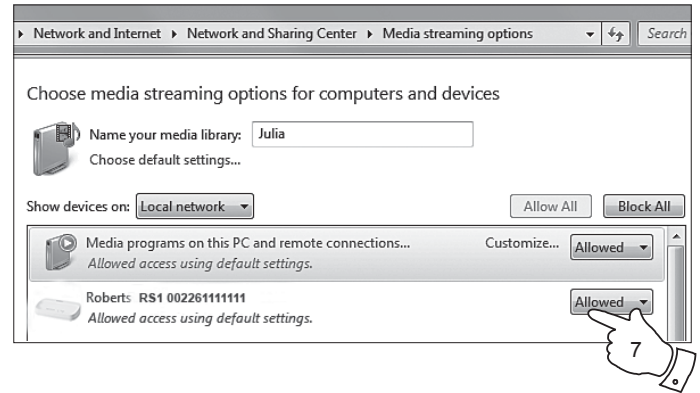 Network and Internet Network and Sharing Center Media streaming options Search
Choose media streaming options for computers and devices
Name your media library: Julia
Choose default settings...
Show devices on: Local network Allow All Block All
Media programs on this PC and remote connections... Customize... Allowed
Allowed access using default settings.
Roberts RS1 002261111111 Allowed
Allowed access using default settings.
7